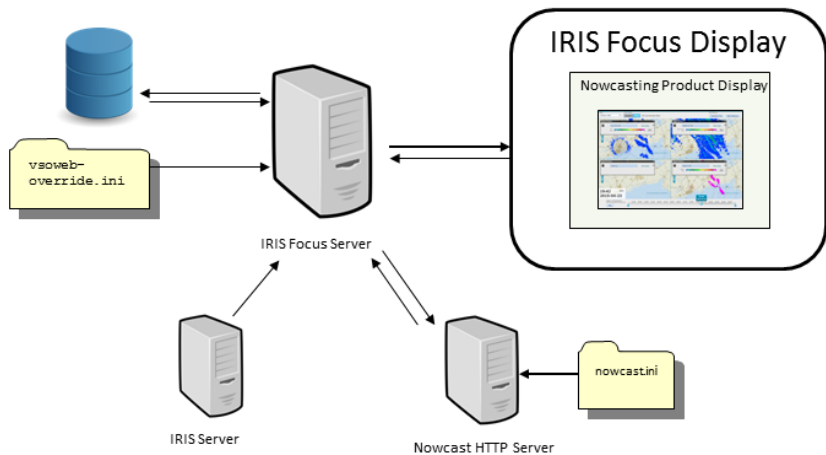 IRIS Focus Display
Nowcasting Product Display
vsoweb-
override.ini
IRIS Focus Server
nowcast.ini
IRIS Server
Nowcast HTTP Server